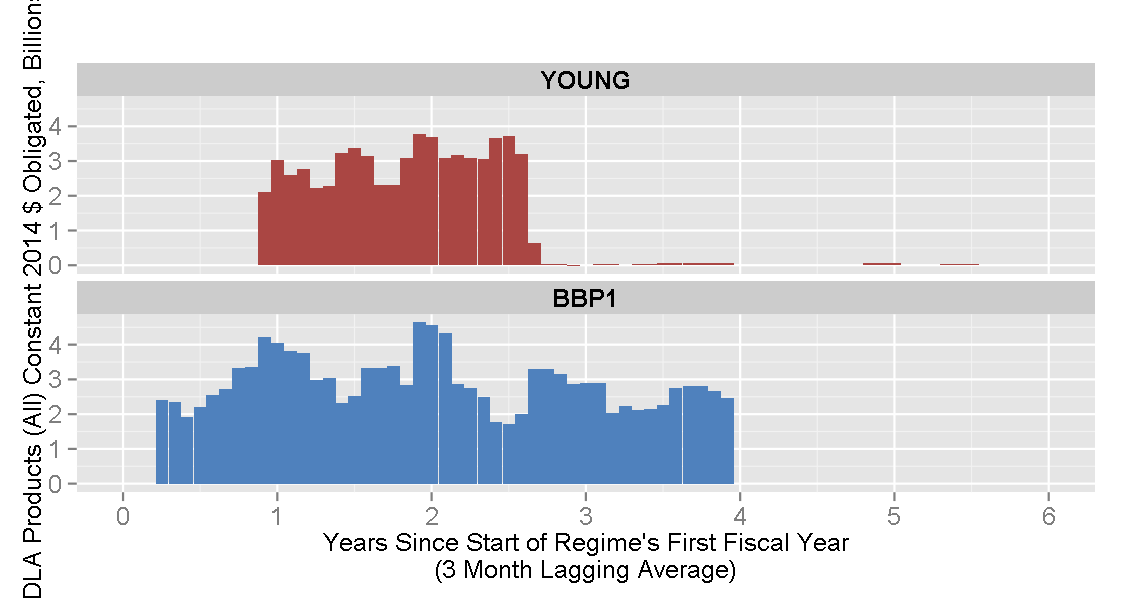 DLA Products (All) Constant 2014 $ Obligated, Billions
YOUNG
4
3
2
1
0
BBP1
4
3
2
1
0
0 1 2 3 4 5 6
Years Since Start of Regime's First Fiscal Year
(3 Month Lagging Average)